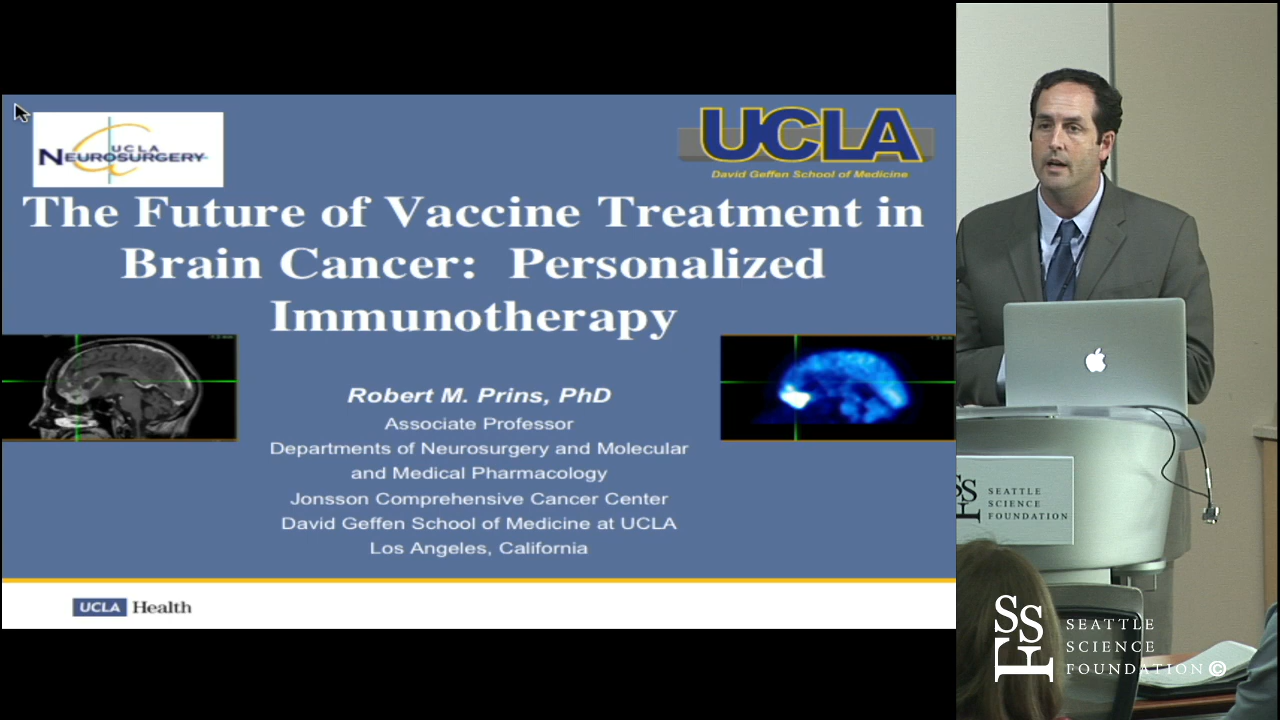 UCLA
NEUROSURGERY
UCLA
David Geffen School of Medicine
The Future of Vaccine Treatment in
Brain Cancer: Personalized
Immunotherapy
Robert M. Prins, PhD
Associate Professor
Departments of Neurosurgery and Molecular
and Medical Pharmacology
Jonsson Comprehensive Cancer Center
David Geffen School of Medicine at UCLA
Los Angeles, California
UCLA Health
SSF
SEATTLE
SCIENCE
FOUNDATION
SSF
SEATTLE
SCIENCE
FOUNDATION ©